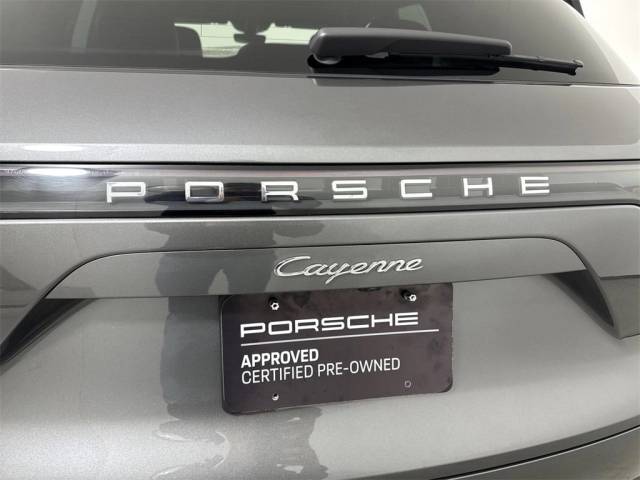 PORSCHE
Cayenne
PORSCHE
APPROVED
CERTIFIED PRE-OWNED